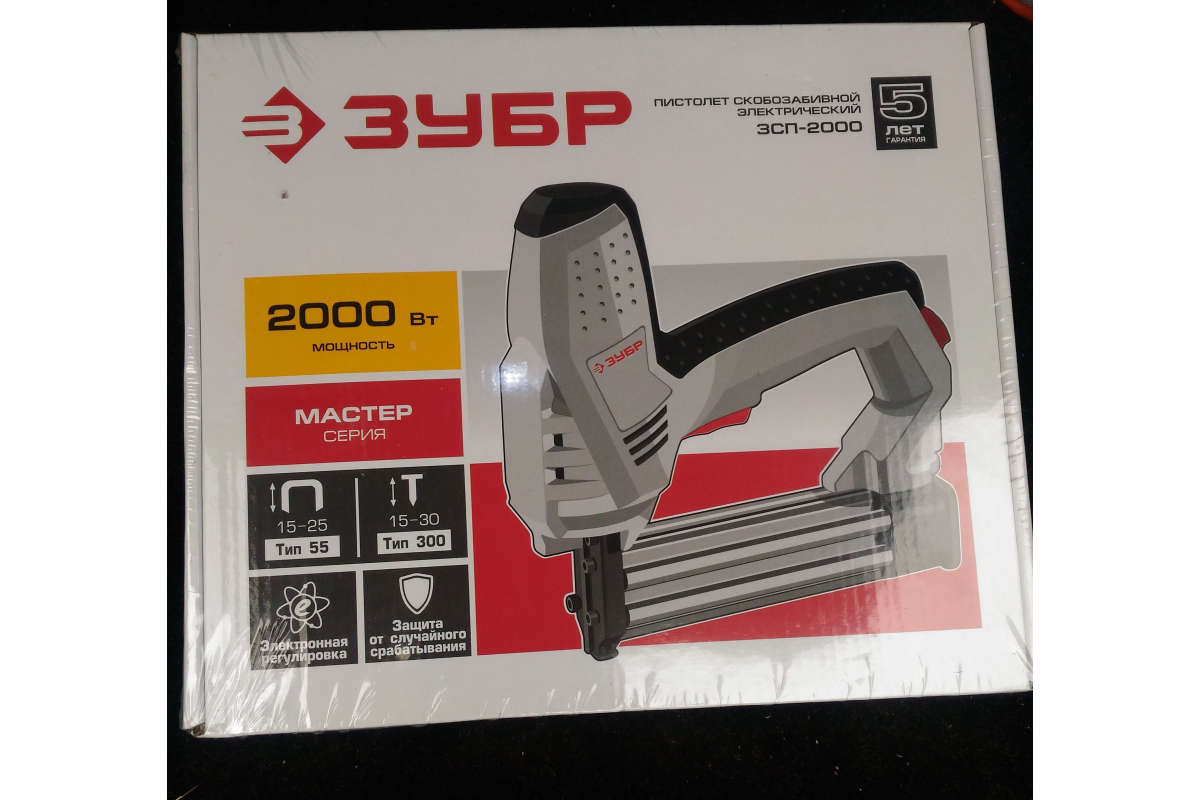 ЗУБР
ПИСТОЛЕТ СКОБОЗАБИВНОЙ
ЭЛЕКТРИЧЕСКИЙ
ЗСП-2000
5
лет
ГАРАНТИЯ
2000 Вт
мощность
МАСТЕР
СЕРИЯ
15-25
Тип 55
15-30
Тип 300
Электронная
регулировка
Защита
от случайного
срабатывания
ЗУБР